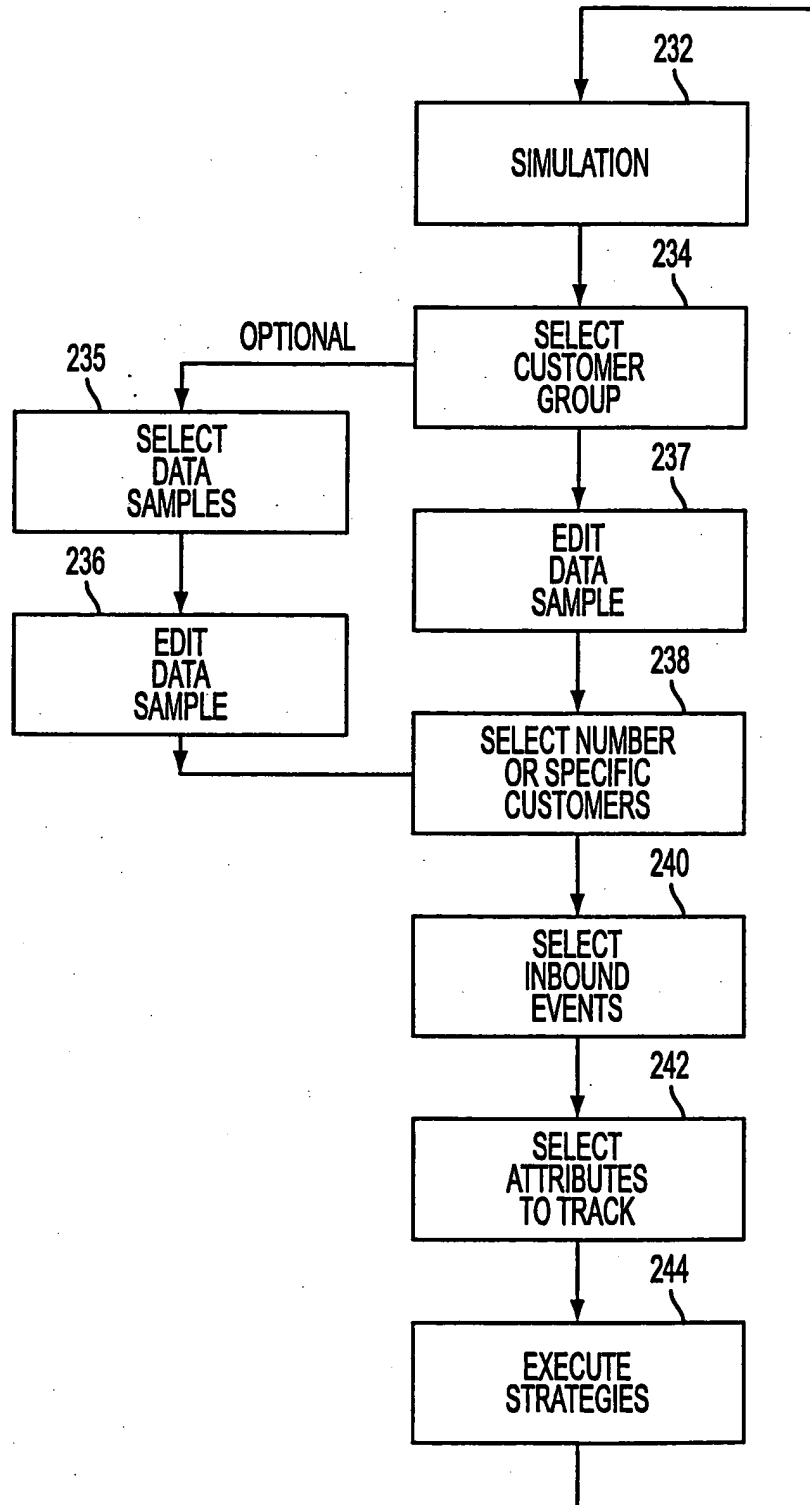 232
SIMULATION
234
SELECT
CUSTOMER
GROUP
OPTIONAL
235
SELECT
DATA
SAMPLES
237
EDIT
DATA
SAMPLE
236
EDIT
DATA
SAMPLE
238
SELECT NUMBER
OR SPECIFIC
CUSTOMERS
240
SELECT
INBOUND
EVENTS
242
SELECT
ATTRIBUTES
TO TRACK
244
EXECUTE
STRATEGIES